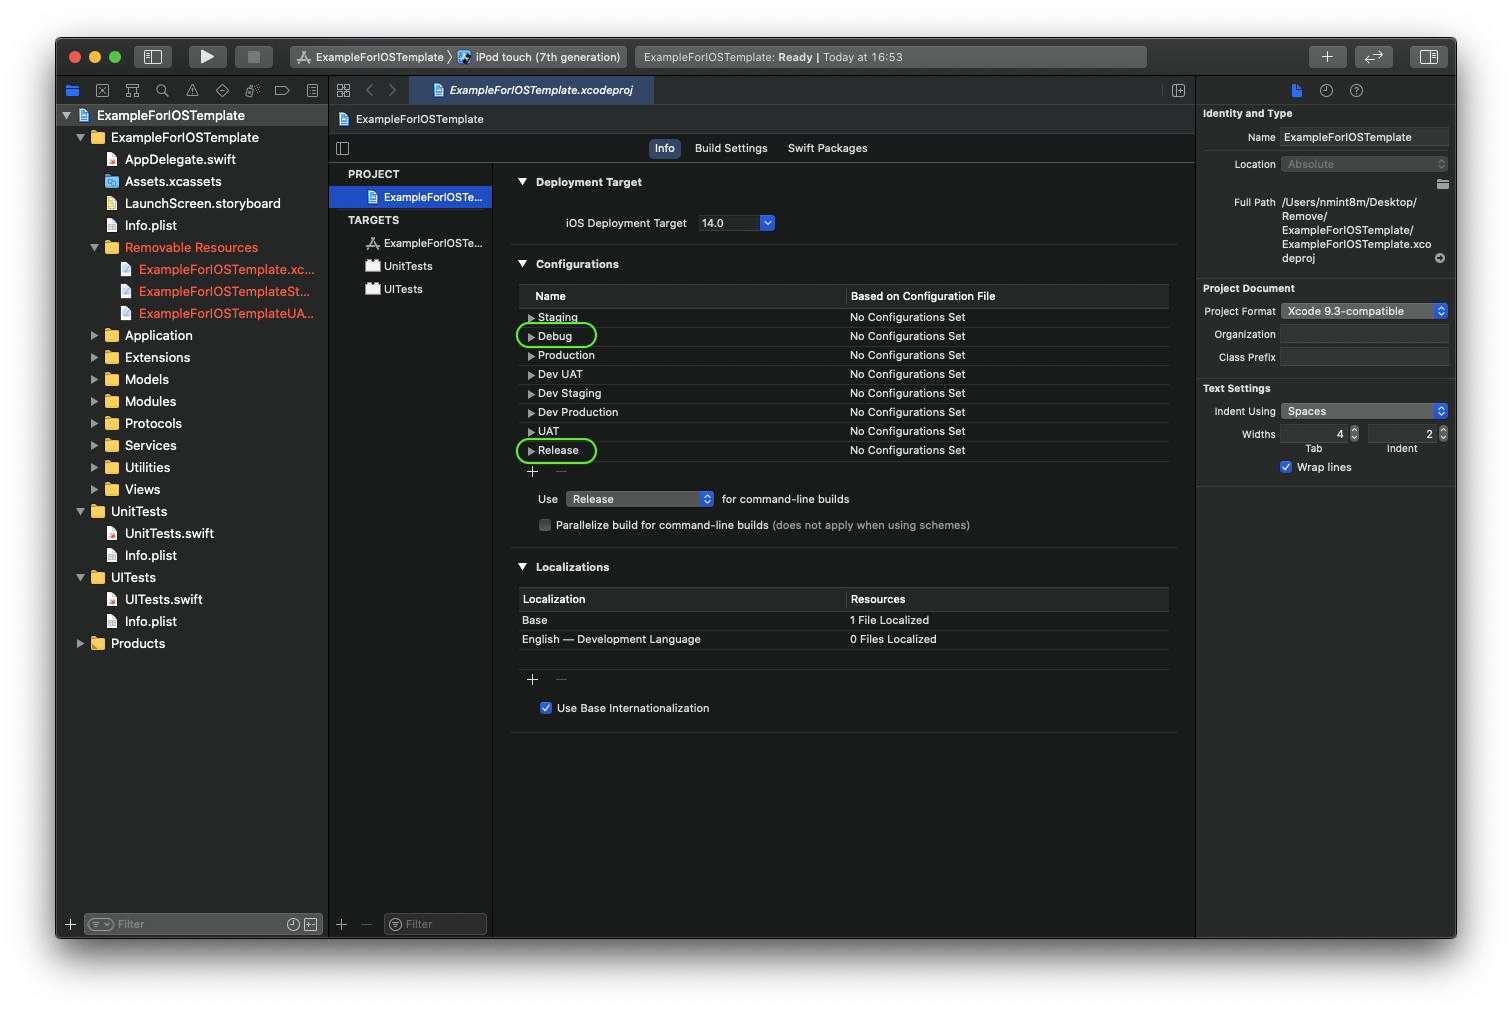 ExampleForIOSTemplate
iPod touch (7th generation)
ExampleForIOSTemplate: Ready | Today at 16:53
ExampleForIOSTemplate.xcodeproj
ExampleForIOSTemplate
ExampleForIOSTemplate
AppDelegate.swift
Assets.xcassets
LaunchScreen.storyboard
Info.plist
Removable Resources
ExampleForIOSTemplate.xc...
ExampleForIOSTemplateSt...
ExampleForIOSTemplateUA...
Application
Extensions
Models
Modules
Protocols
Services
Utilities
Views
UnitTests
UnitTests.swift
Info.plist
UITests
UITests.swift
Info.plist
Products
Filter
ExampleForIOSTemplate
Info Build Settings Swift Packages
PROJECT
ExampleForIOSTe...
TARGETS
ExampleForIOSTe...
UnitTests
UITests
Filter
Deployment Target
iOS Deployment Target 14.0
Configurations
Name Based on Configuration File
Staging No Configurations Set
Debug No Configurations Set
Production No Configurations Set
Dev UAT No Configurations Set
Dev Staging No Configurations Set
Dev Production No Configurations Set
UAT No Configurations Set
Release No Configurations Set
Use Release for command-line builds
Parallelize build for command-line builds (does not apply when using schemes)
Localizations
Localization Resources
Base 1 File Localized
English — Development Language 0 Files Localized
Use Base Internationalization
Identity and Type
Name ExampleForIOSTemplate
Location Absolute
Full Path /Users/nmint8m/Desktop/
Remove/
ExampleForIOSTemplate/
ExampleForIOSTemplate.xco
deproj
Project Document
Project Format Xcode 9.3-compatible
Organization
Class Prefix
Text Settings
Indent Using Spaces
Widths 4 2
Tab Indent
Wrap lines